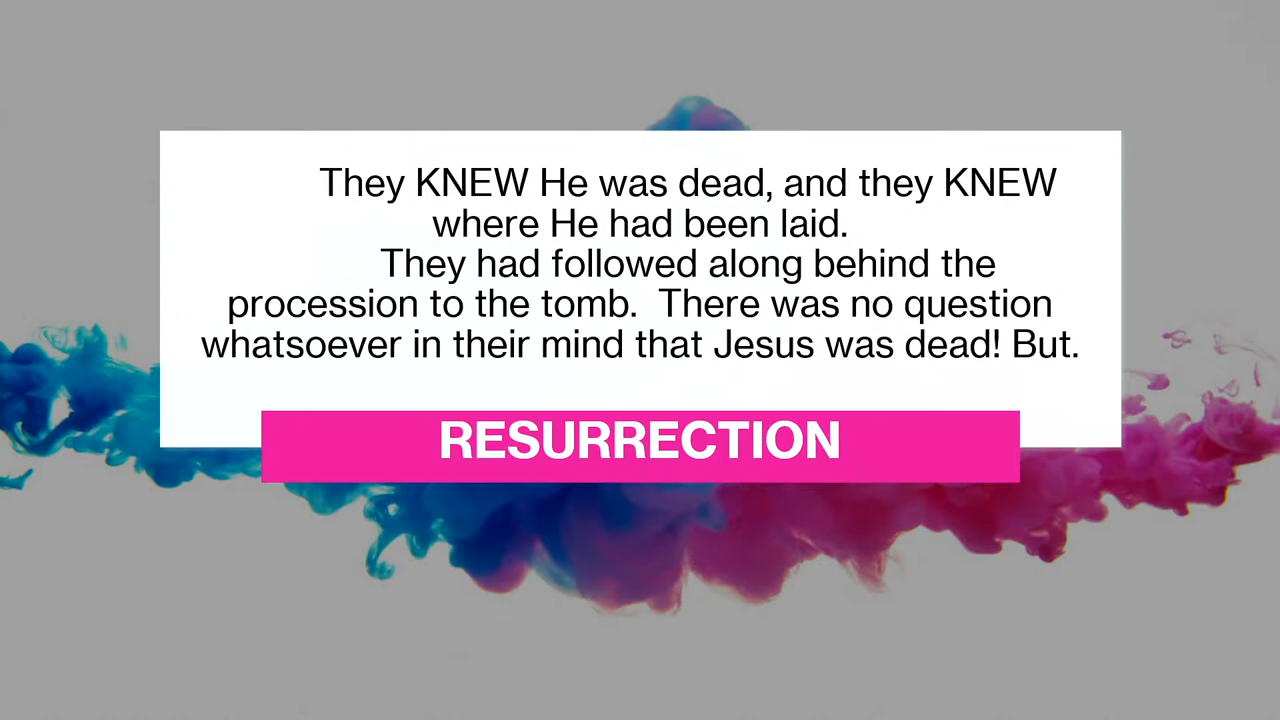 They KNEW He was dead, and they KNEW
where He had been laid.
They had followed along behind the
procession to the tomb.  There was no question
whatsoever in their mind that Jesus was dead! But.
RESURRECTION